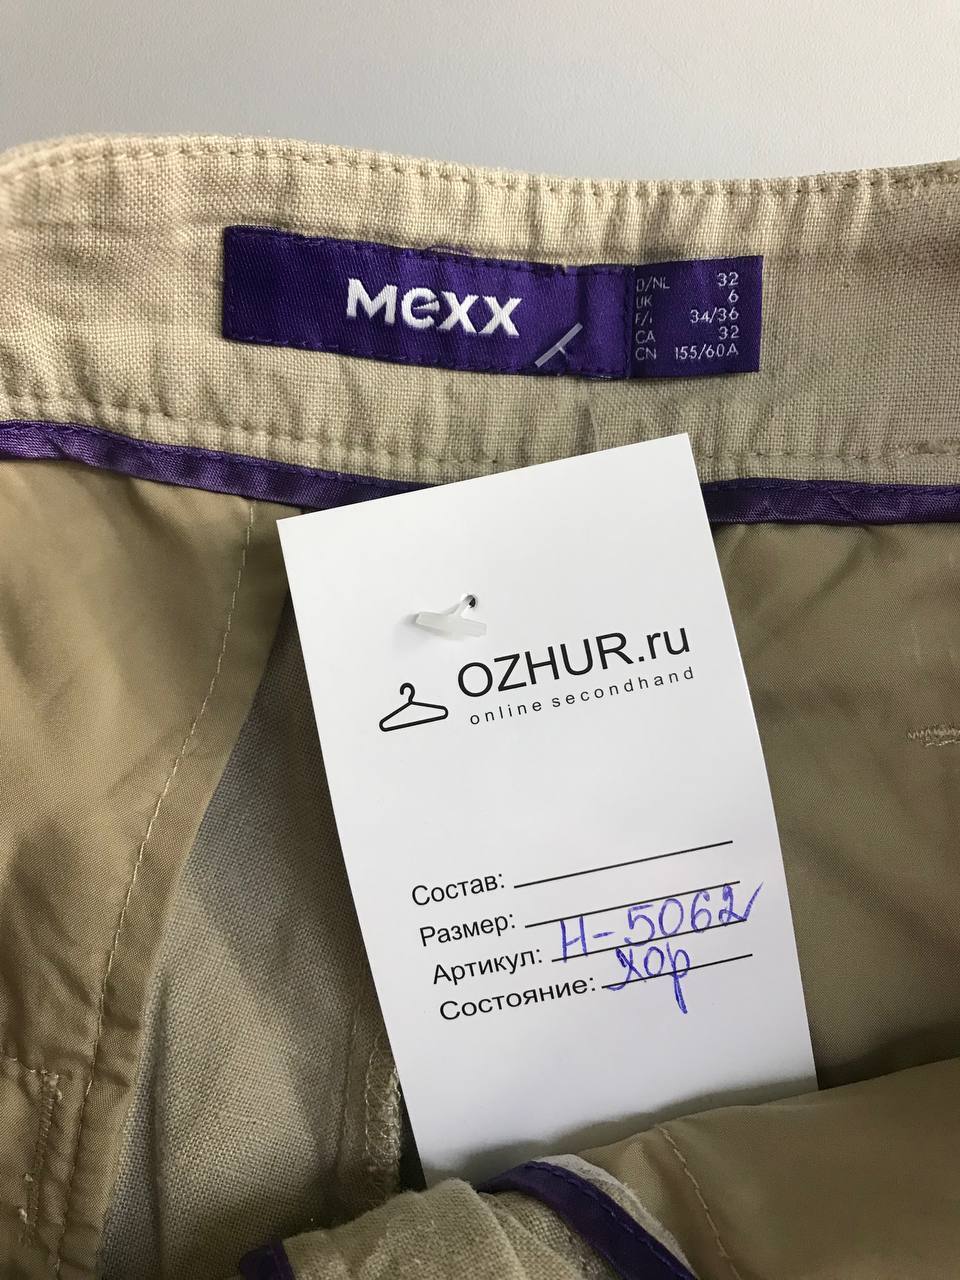 Mexx
D/NL 32
UK 6
F/I 34/36
CA 32
CN 155/60A
OZHUR.ru
online secondhand
Состав:
Размер:
Артикул: Н-5062
Состояние: хор